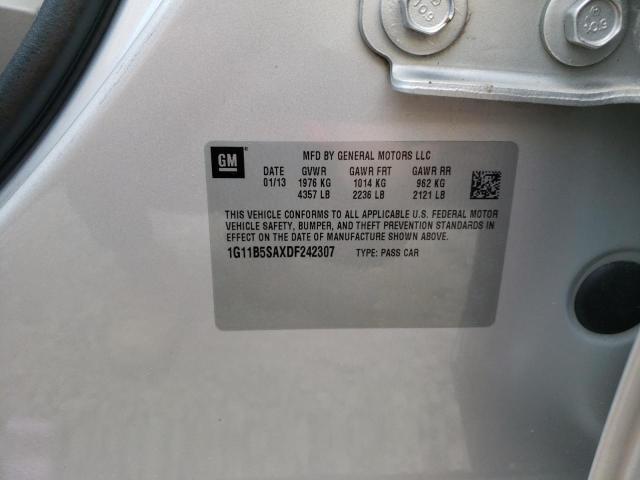 109
109
GM
MFD BY GENERAL MOTORS LLC
DATE GVWR GAWR FRT GAWR RR
01/13 1976 KG 1014 KG 962 KG
4357 LB 2236 LB 2121 LB
THIS VEHICLE CONFORMS TO ALL APPLICABLE U.S. FEDERAL MOTOR
VEHICLE SAFETY, BUMPER, AND THEFT PREVENTION STANDARDS
IN EFFECT ON THE DATE OF MANUFACTURE SHOWN ABOVE.
1G11B5SAXDF242307 TYPE: PASS CAR